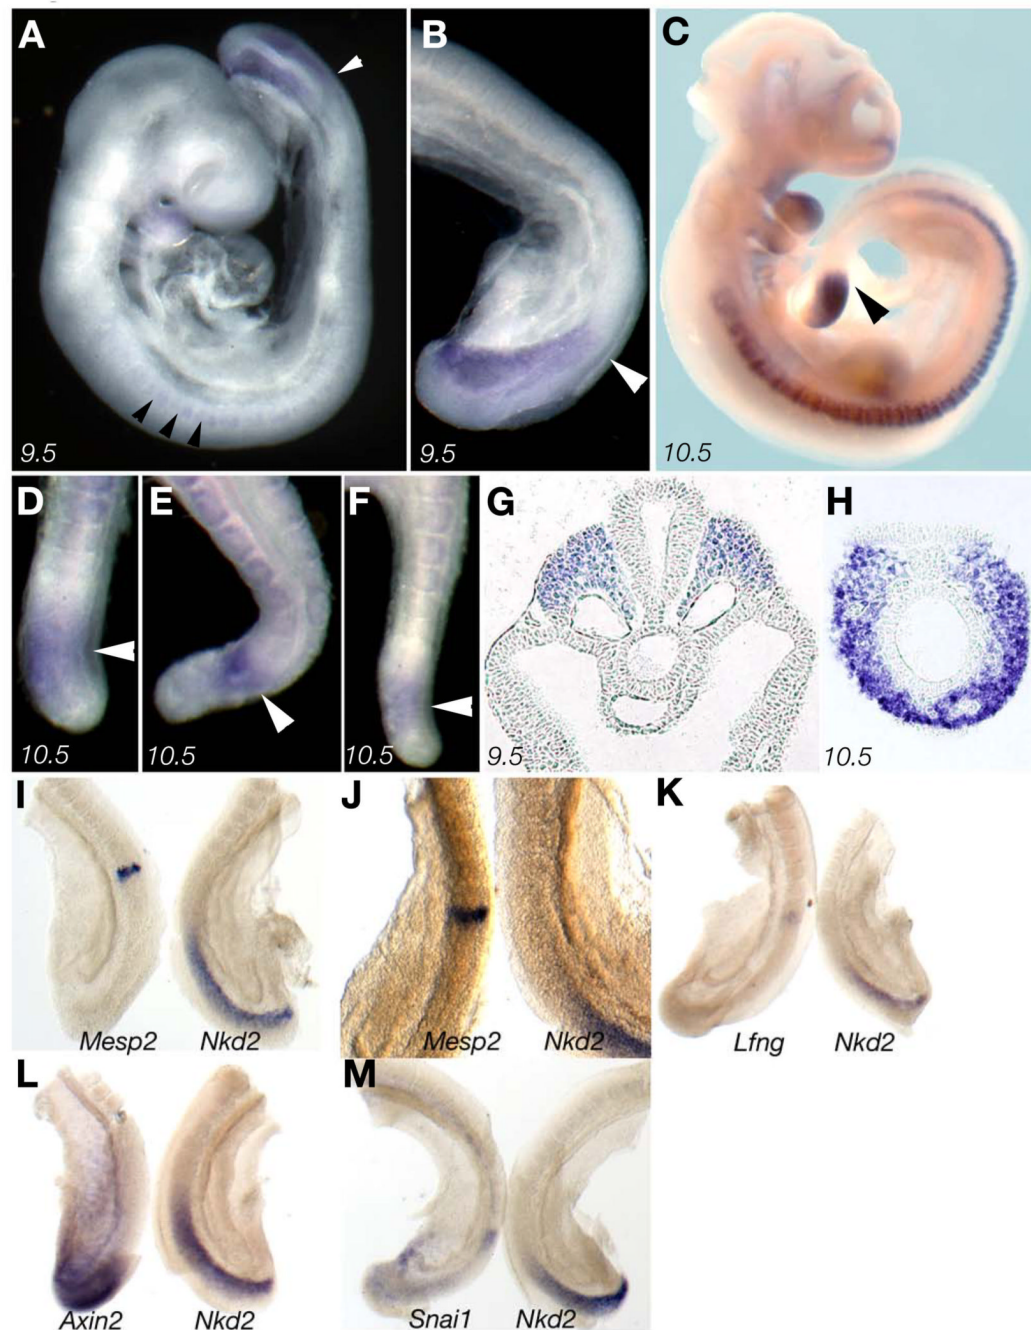 A B C
9.5 9.5 10.5
D E F G H
10.5 10.5 10.5 9.5 10.5
I J K
Mesp2 Nkd2 Mesp2 Nkd2 Lfng Nkd2
L M
Axin2 Nkd2 Snai1 Nkd2